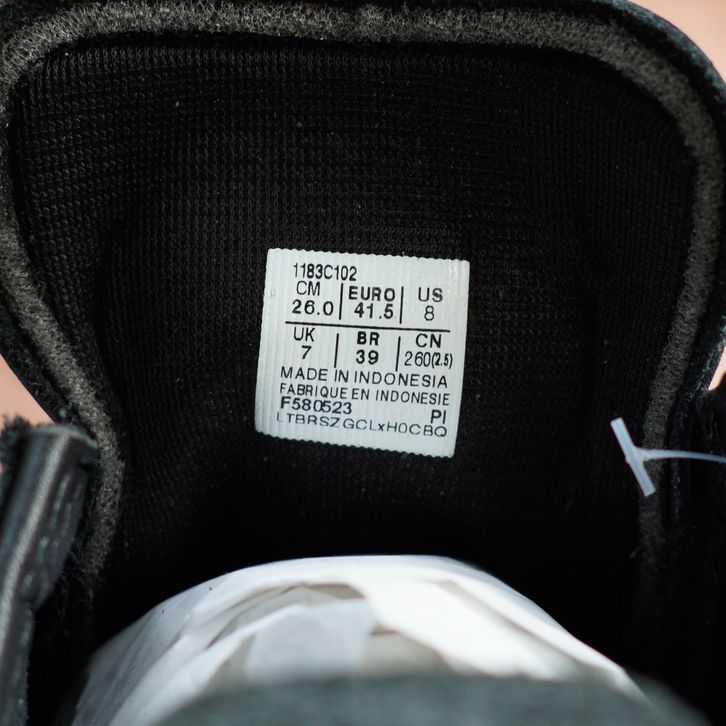 1183C102
CM EURO US
26.0 41.5 8
UK BR CN
7 39 260(2.5)
MADE IN INDONESIA
FABRIQUE EN INDONESIE
F580523 PI
LTBRSZGCLxH0CBQ